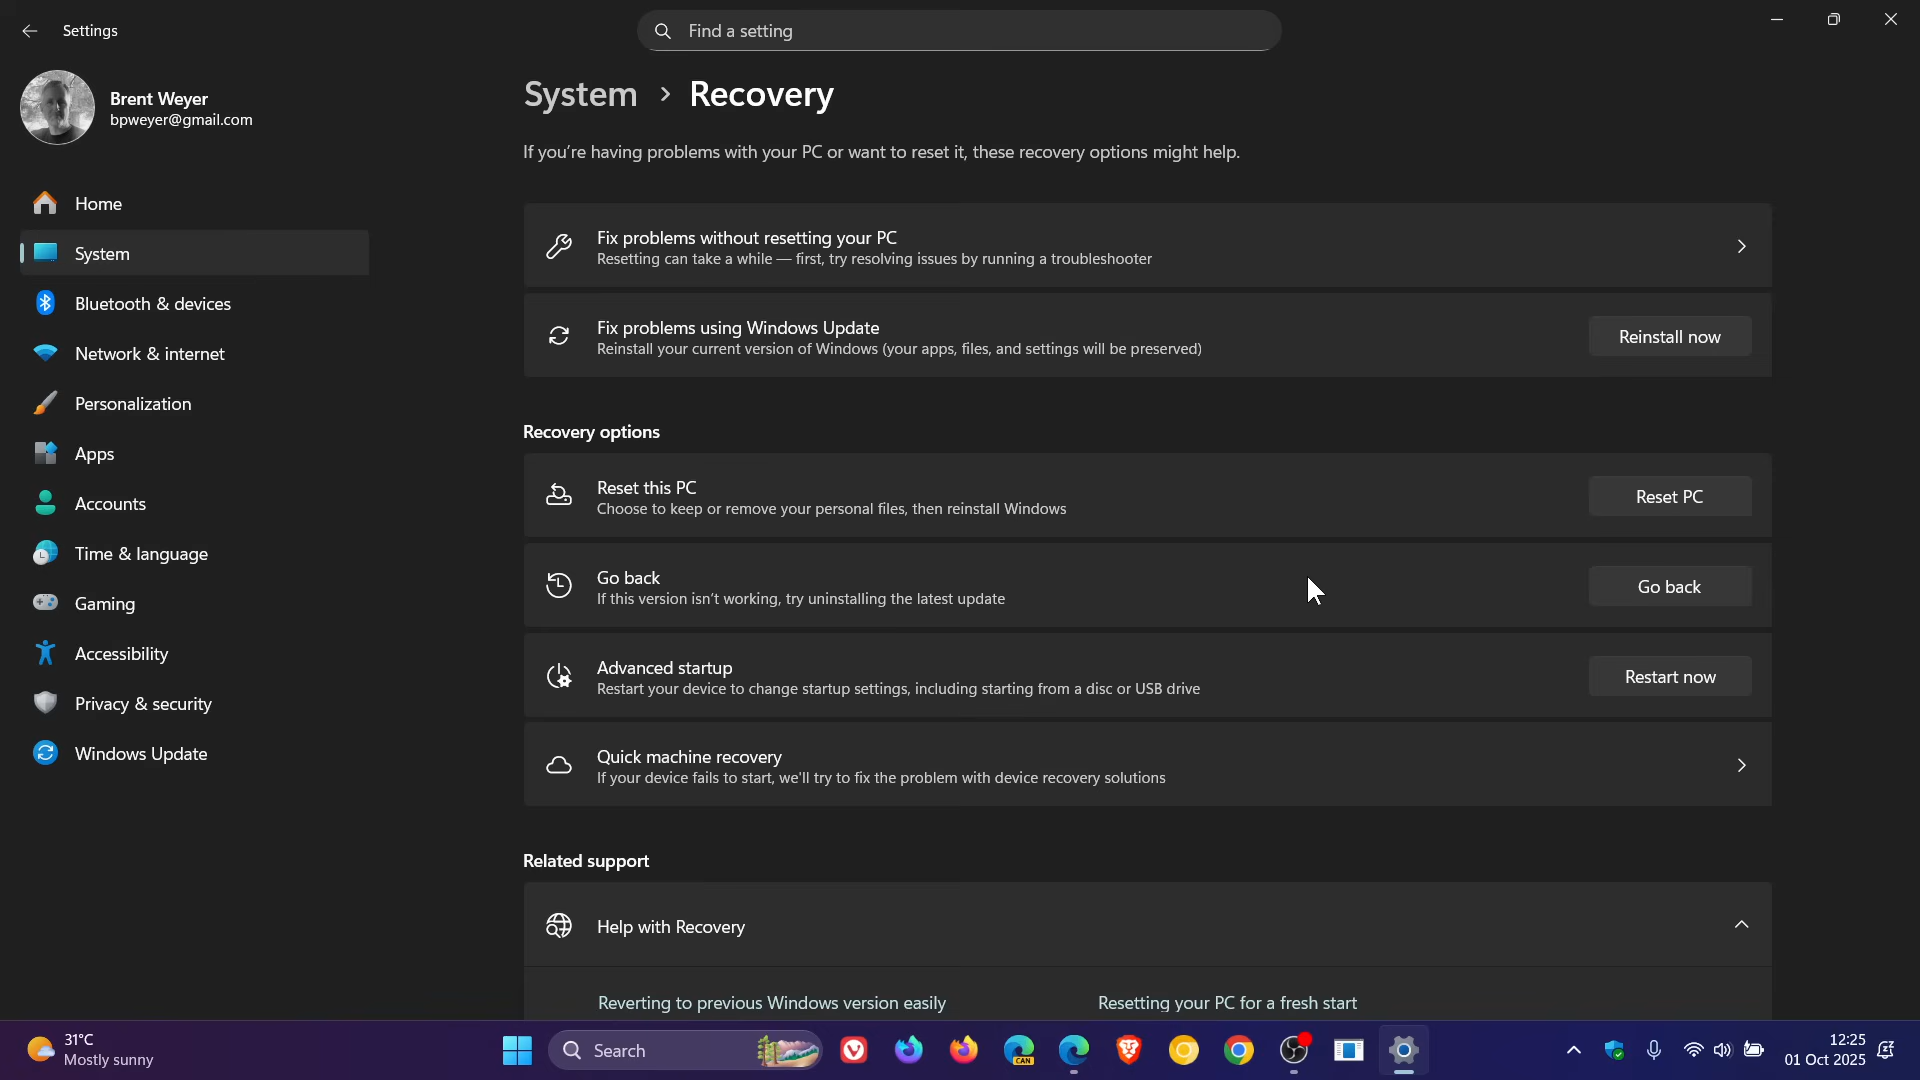 Settings
Find a setting
Brent Weyer
bpweyer@gmail.com
Home
System
Bluetooth & devices
Network & internet
Personalization
Apps
Accounts
Time & language
Gaming
Accessibility
Privacy & security
Windows Update
System > Recovery
If you're having problems with your PC or want to reset it, these recovery options might help.
Fix problems without resetting your PC
Resetting can take a while — first, try resolving issues by running a troubleshooter
Fix problems using Windows Update
Reinstall your current version of Windows (your apps, files, and settings will be preserved)
Reinstall now
Recovery options
Reset this PC
Choose to keep or remove your personal files, then reinstall Windows
Reset PC
Go back
If this version isn't working, try uninstalling the latest update
Go back
Advanced startup
Restart your device to change startup settings, including starting from a disc or USB drive
Restart now
Quick machine recovery
If your device fails to start, we'll try to fix the problem with device recovery solutions
Related support
Help with Recovery
Reverting to previous Windows version easily
Resetting your PC for a fresh start
31°C
Mostly sunny
Search
CAN
12:25
01 Oct 2025